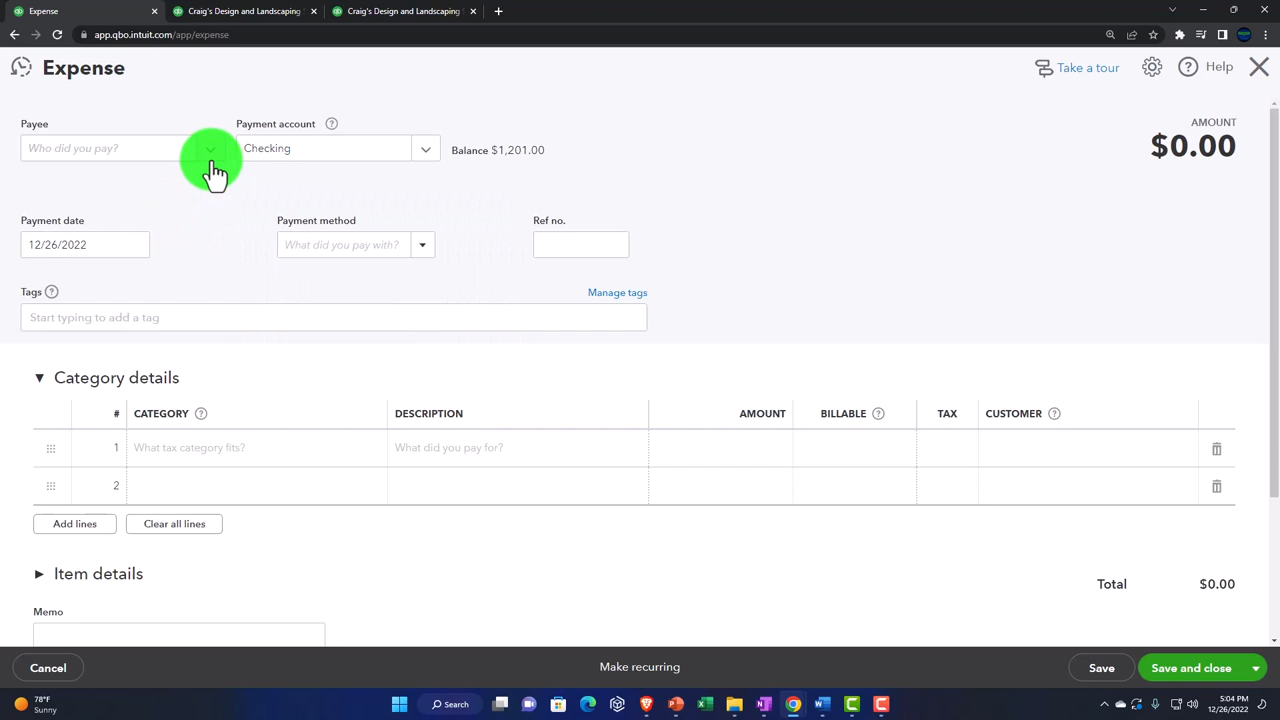 Expense
Craig's Design and Landscaping
Craig's Design and Landscaping
app.qbo.intuit.com/app/expense
Expense
Take a tour
Help
Payee
Payment account
AMOUNT
Who did you pay?
Checking
Balance $1,201.00
$0.00
Payment date
Payment method
Ref no.
12/26/2022
What did you pay with?
Tags
Manage tags
Start typing to add a tag
Category details
# CATEGORY DESCRIPTION AMOUNT BILLABLE TAX CUSTOMER
1 What tax category fits? What did you pay for?
2
Add lines
Clear all lines
Item details
Total $0.00
Memo
Cancel
Make recurring
Save
Save and close
78°F
Sunny
Search
5:04 PM
12/26/2022